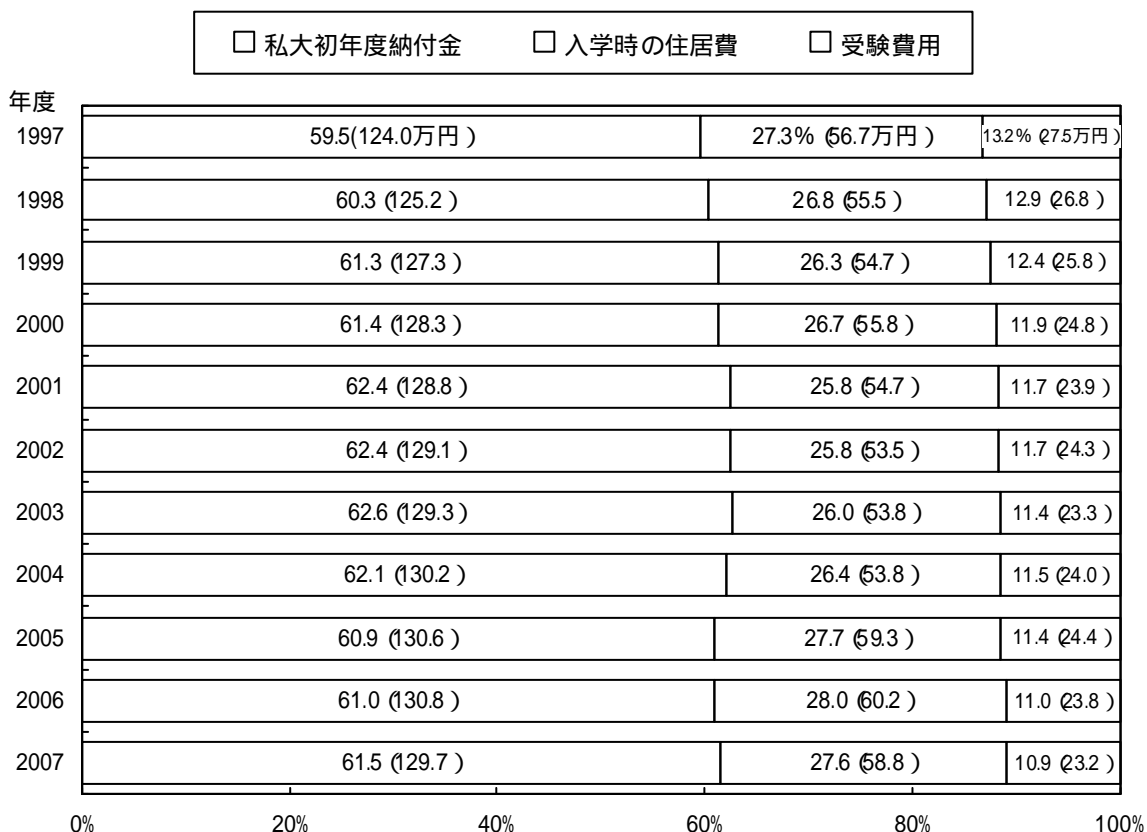 □ 私大初年度納付金 □ 入学時の住居費 □ 受験費用
年度
1997 59.5(124.0万円) 27.3% (56.7万円) 13.2% (27.5万円)
1998 60.3 (125.2) 26.8 (55.5) 12.9 (26.8)
1999 61.3 (127.3) 26.3 (54.7) 12.4 (25.8)
2000 61.4 (128.3) 26.7 (55.8) 11.9 (24.8)
2001 62.4 (128.8) 25.8 (54.7) 11.7 (23.9)
2002 62.4 (129.1) 25.8 (53.5) 11.7 (24.3)
2003 62.6 (129.3) 26.0 (53.8) 11.4 (23.3)
2004 62.1 (130.2) 26.4 (53.8) 11.5 (24.0)
2005 60.9 (130.6) 27.7 (59.3) 11.4 (24.4)
2006 61.0 (130.8) 28.0 (60.2) 11.0 (23.8)
2007 61.5 (129.7) 27.6 (58.8) 10.9 (23.2)
0% 20% 40% 60% 80% 100%